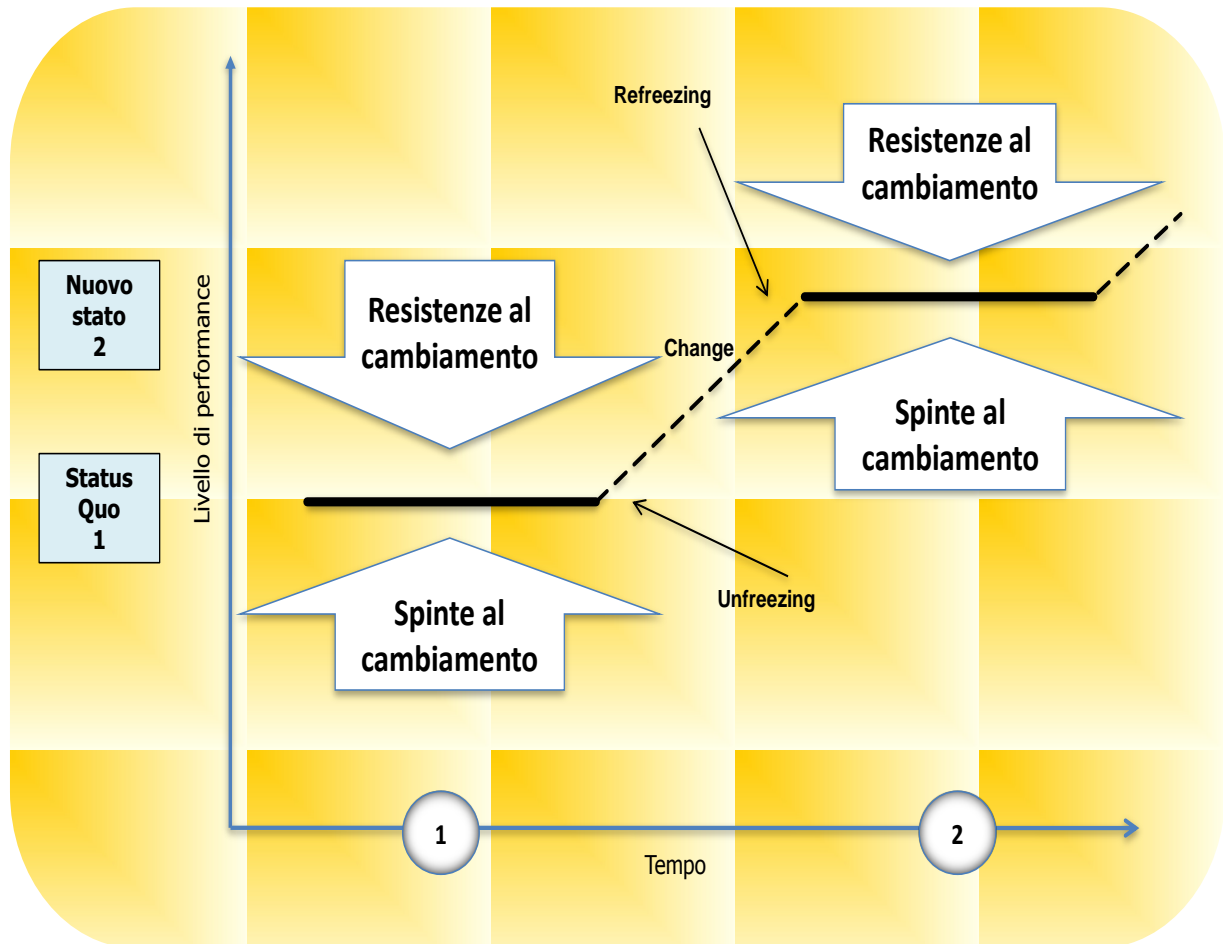 Refreezing
Resistenze al
cambiamento
Nuovo
stato
2
Livello di performance
Resistenze al
cambiamento
Change
Spinte al
cambiamento
Status
Quo
1
Unfreezing
Spinte al
cambiamento
1
2
Tempo